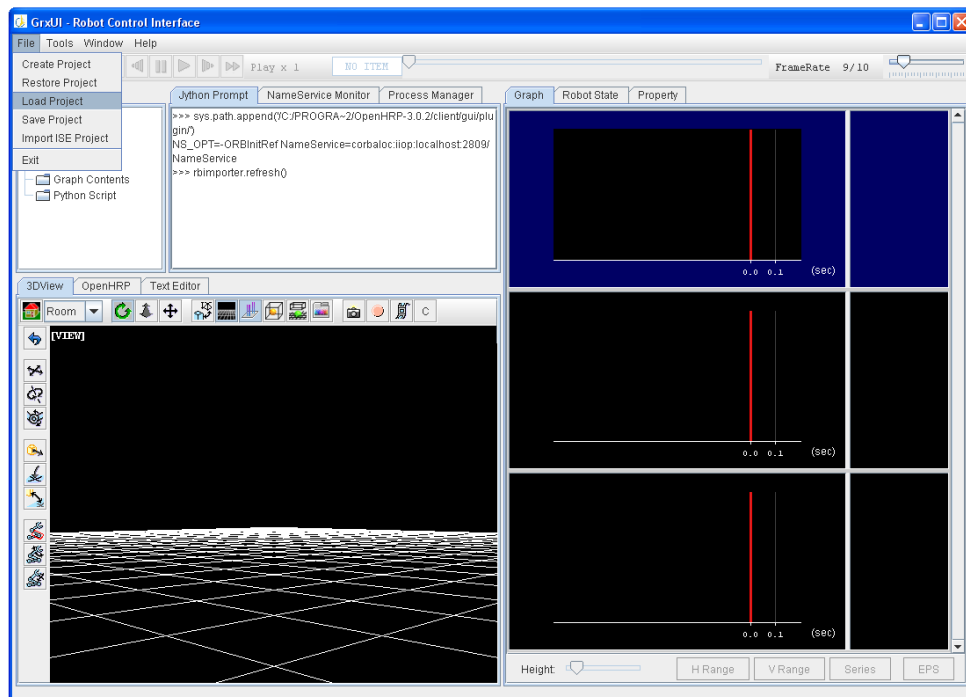 GrxUI - Robot Control Interface
File Tools Window Help
Create Project
Restore Project
Load Project
Save Project
Import ISE Project
Exit
Play x 1
NO ITEM
FrameRate 9/10
Graph Contents
Python Script
Jython Prompt NameService Monitor Process Manager
>>> sys.path.append('/C:/PROGRA~2/OpenHRP-3.0.2/client/gui/plu
gin/')
NS_OPT=-ORBInitRef NameService=corbaloc:iiop:localhost:2809/
NameService
>>> rbimporter.refresh()
Graph Robot State Property
0.0 0.1 (sec)
0.0 0.1 (sec)
0.0 0.1 (sec)
3DView OpenHRP Text Editor
Room
C
[VIEW]
Height: H Range V Range Series EPS